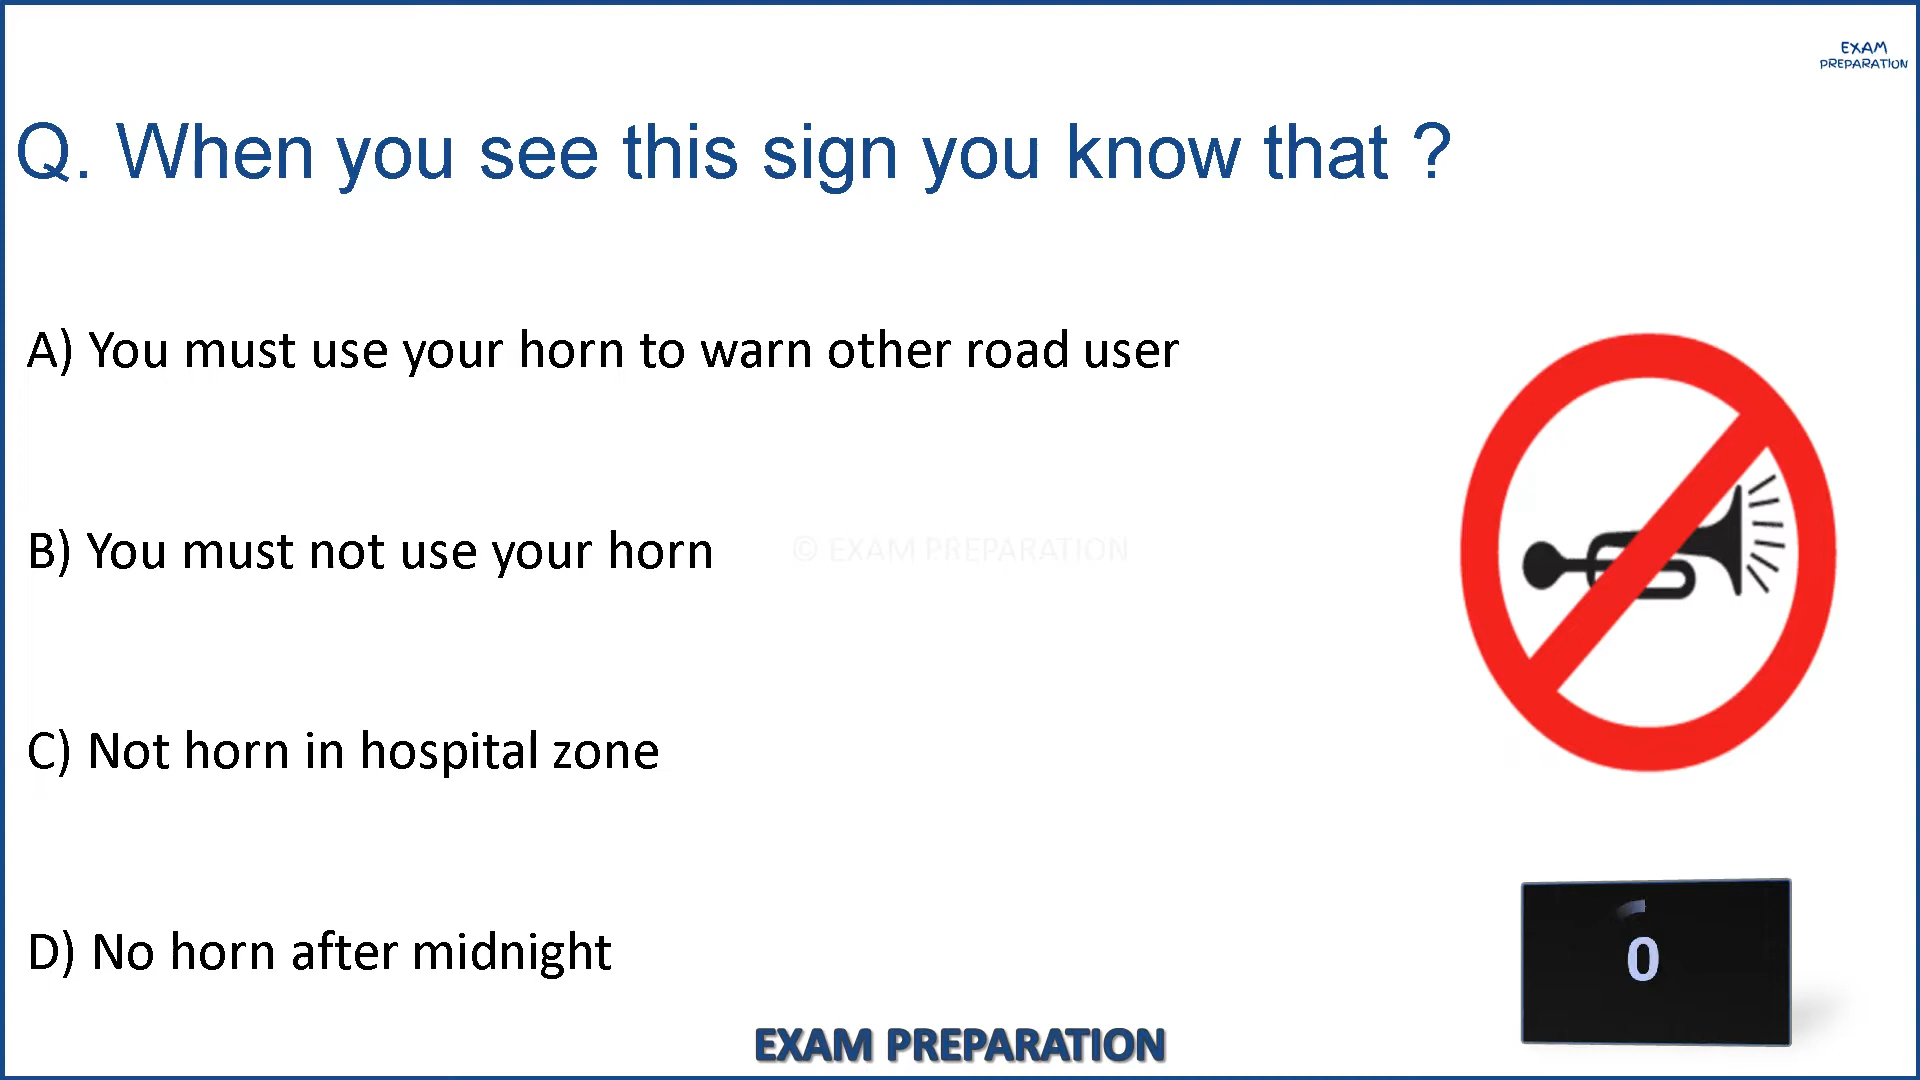 EXAM
PREPARATION
Q. When you see this sign you know that ?
A) You must use your horn to warn other road user
B) You must not use your horn
© EXAM PREPARATION
C) Not horn in hospital zone
D) No horn after midnight
0
EXAM PREPARATION